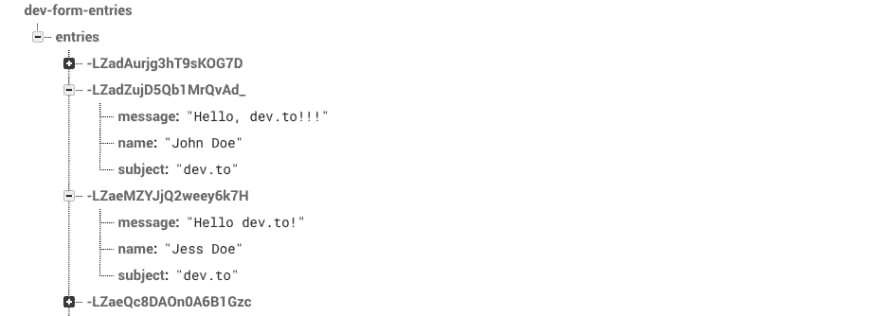 dev-form-entries
entries
-LZadAurjg3hT9sKOG7D
-LZadZujD5Qb1MrQvAd_
message: "Hello, dev.to!!!"
name: "John Doe"
subject: "dev.to"
-LZaeMZYJjQ2weey6k7H
message: "Hello dev.to!"
name: "Jess Doe"
subject: "dev.to"
-LZaeQc8DAOn0A6B1Gzc